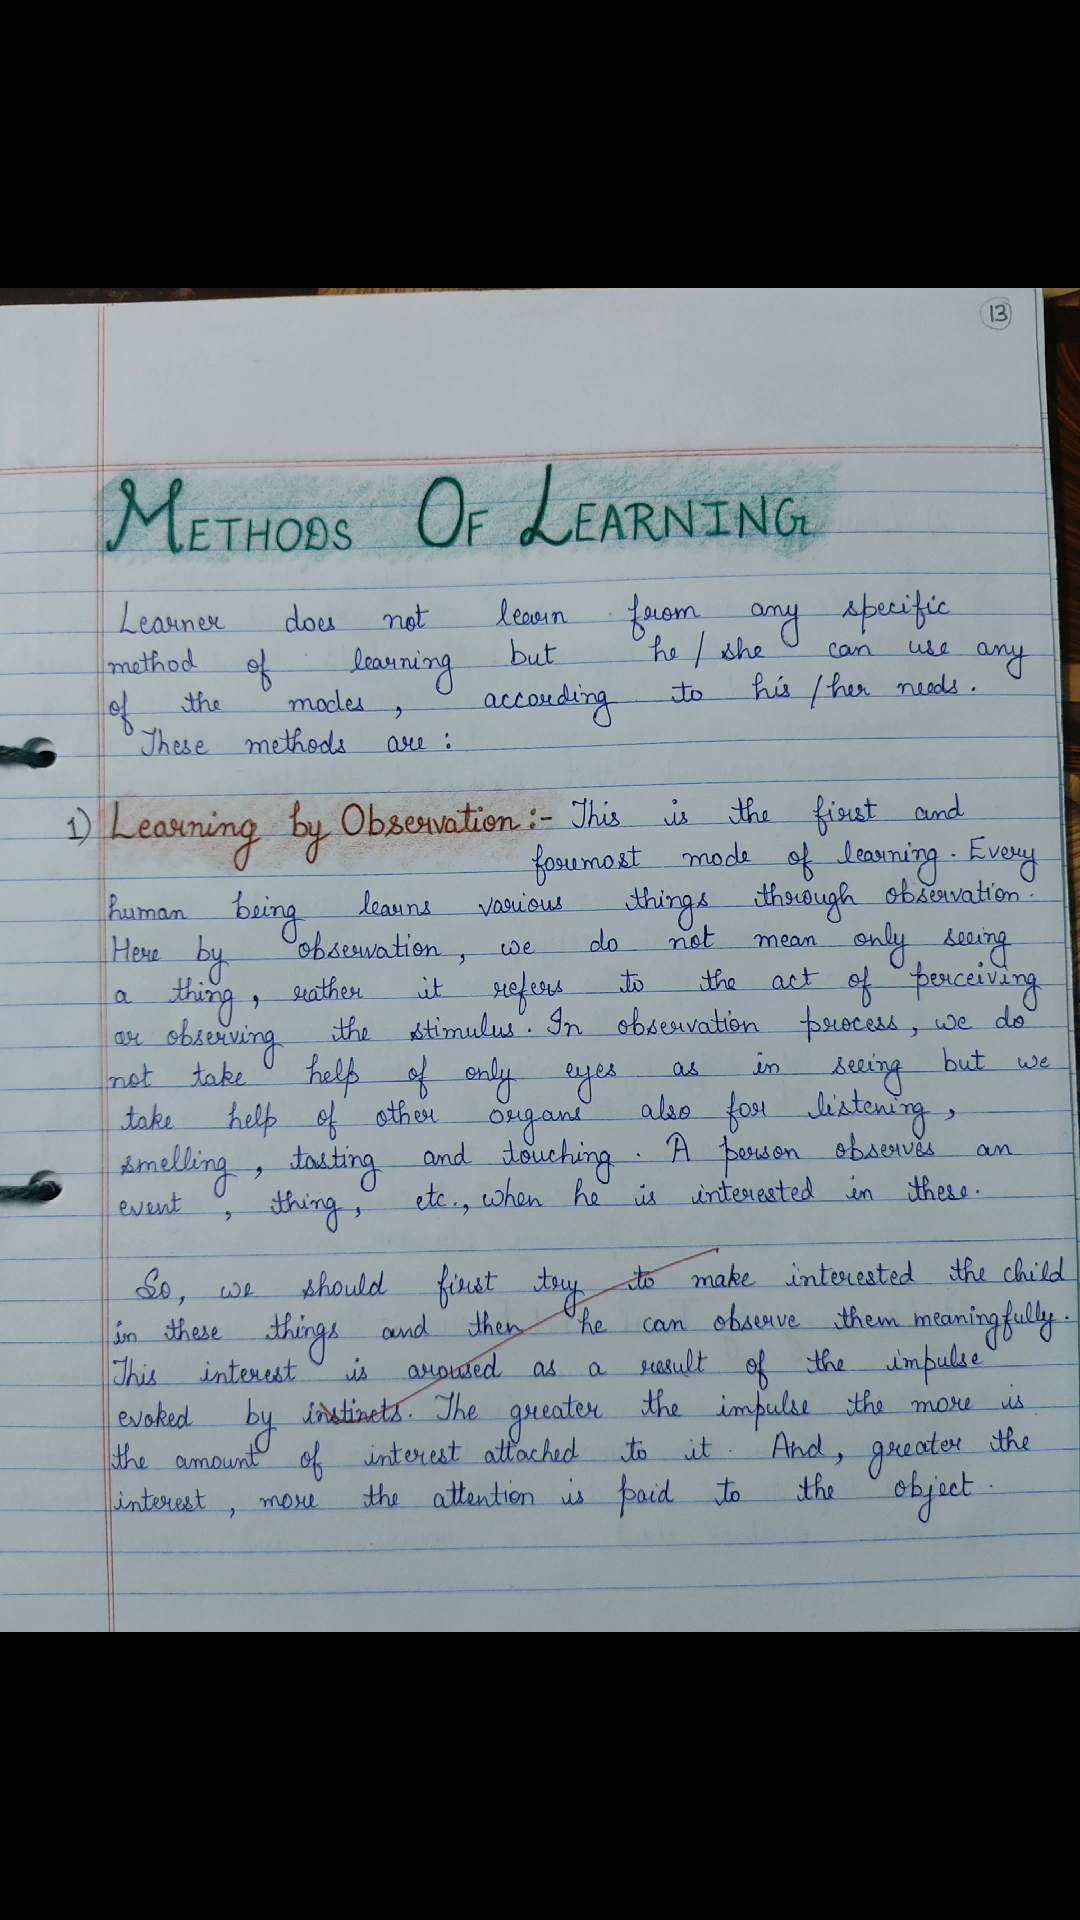 13
METHODS OF LEARNING
Learner does not learn from any specific
method of learning but he / she can use any
of the modes, according to his / her needs.
These methods are :
1) Learning by Observation :- This is the first and
foremost mode of learning. Every
human being learns various things through observation.
Here by observation, we do not mean only seeing
a thing, rather it refers to the act of perceiving
or observing the stimulus. In observation process, we do
not take help of only eyes as in seeing but we
take help of other organs also for listening,
smelling, tasting and touching. A person observes an
event, thing, etc., when he is interested in these.
So, we should first try to make interested the child
in these things and then he can observe them meaningfully.
This interest is aroused as a result of the impulse
evoked by instincts. The greater the impulse the more is
the amount of interest attached to it. And, greater the
interest, more the attention is paid to the object.